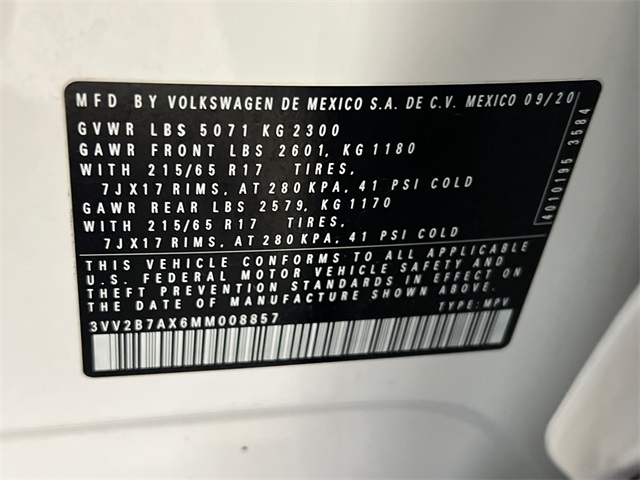 MFD BY VOLKSWAGEN DE MEXICO S.A. DE C.V. MEXICO 09/20
GVWR LBS 5071 KG 2300
GAWR FRONT LBS 2601, KG 1180
WITH 215/65 R17 TIRES,
7JX17 RIMS, AT 280 KPA, 41 PSI COLD
GAWR REAR LBS 2579, KG 1170
WITH 215/65 R17 TIRES,
7JX17 RIMS, AT 280 KPA, 41 PSI COLD
THIS VEHICLE CONFORMS TO ALL APPLICABLE
U.S. FEDERAL MOTOR VEHICLE SAFETY AND
THEFT PREVENTION STANDARDS IN EFFECT ON
THE DATE OF MANUFACTURE SHOWN ABOVE.
3VV2B7AX6MM008857 TYPE: MPV
4010195 3584